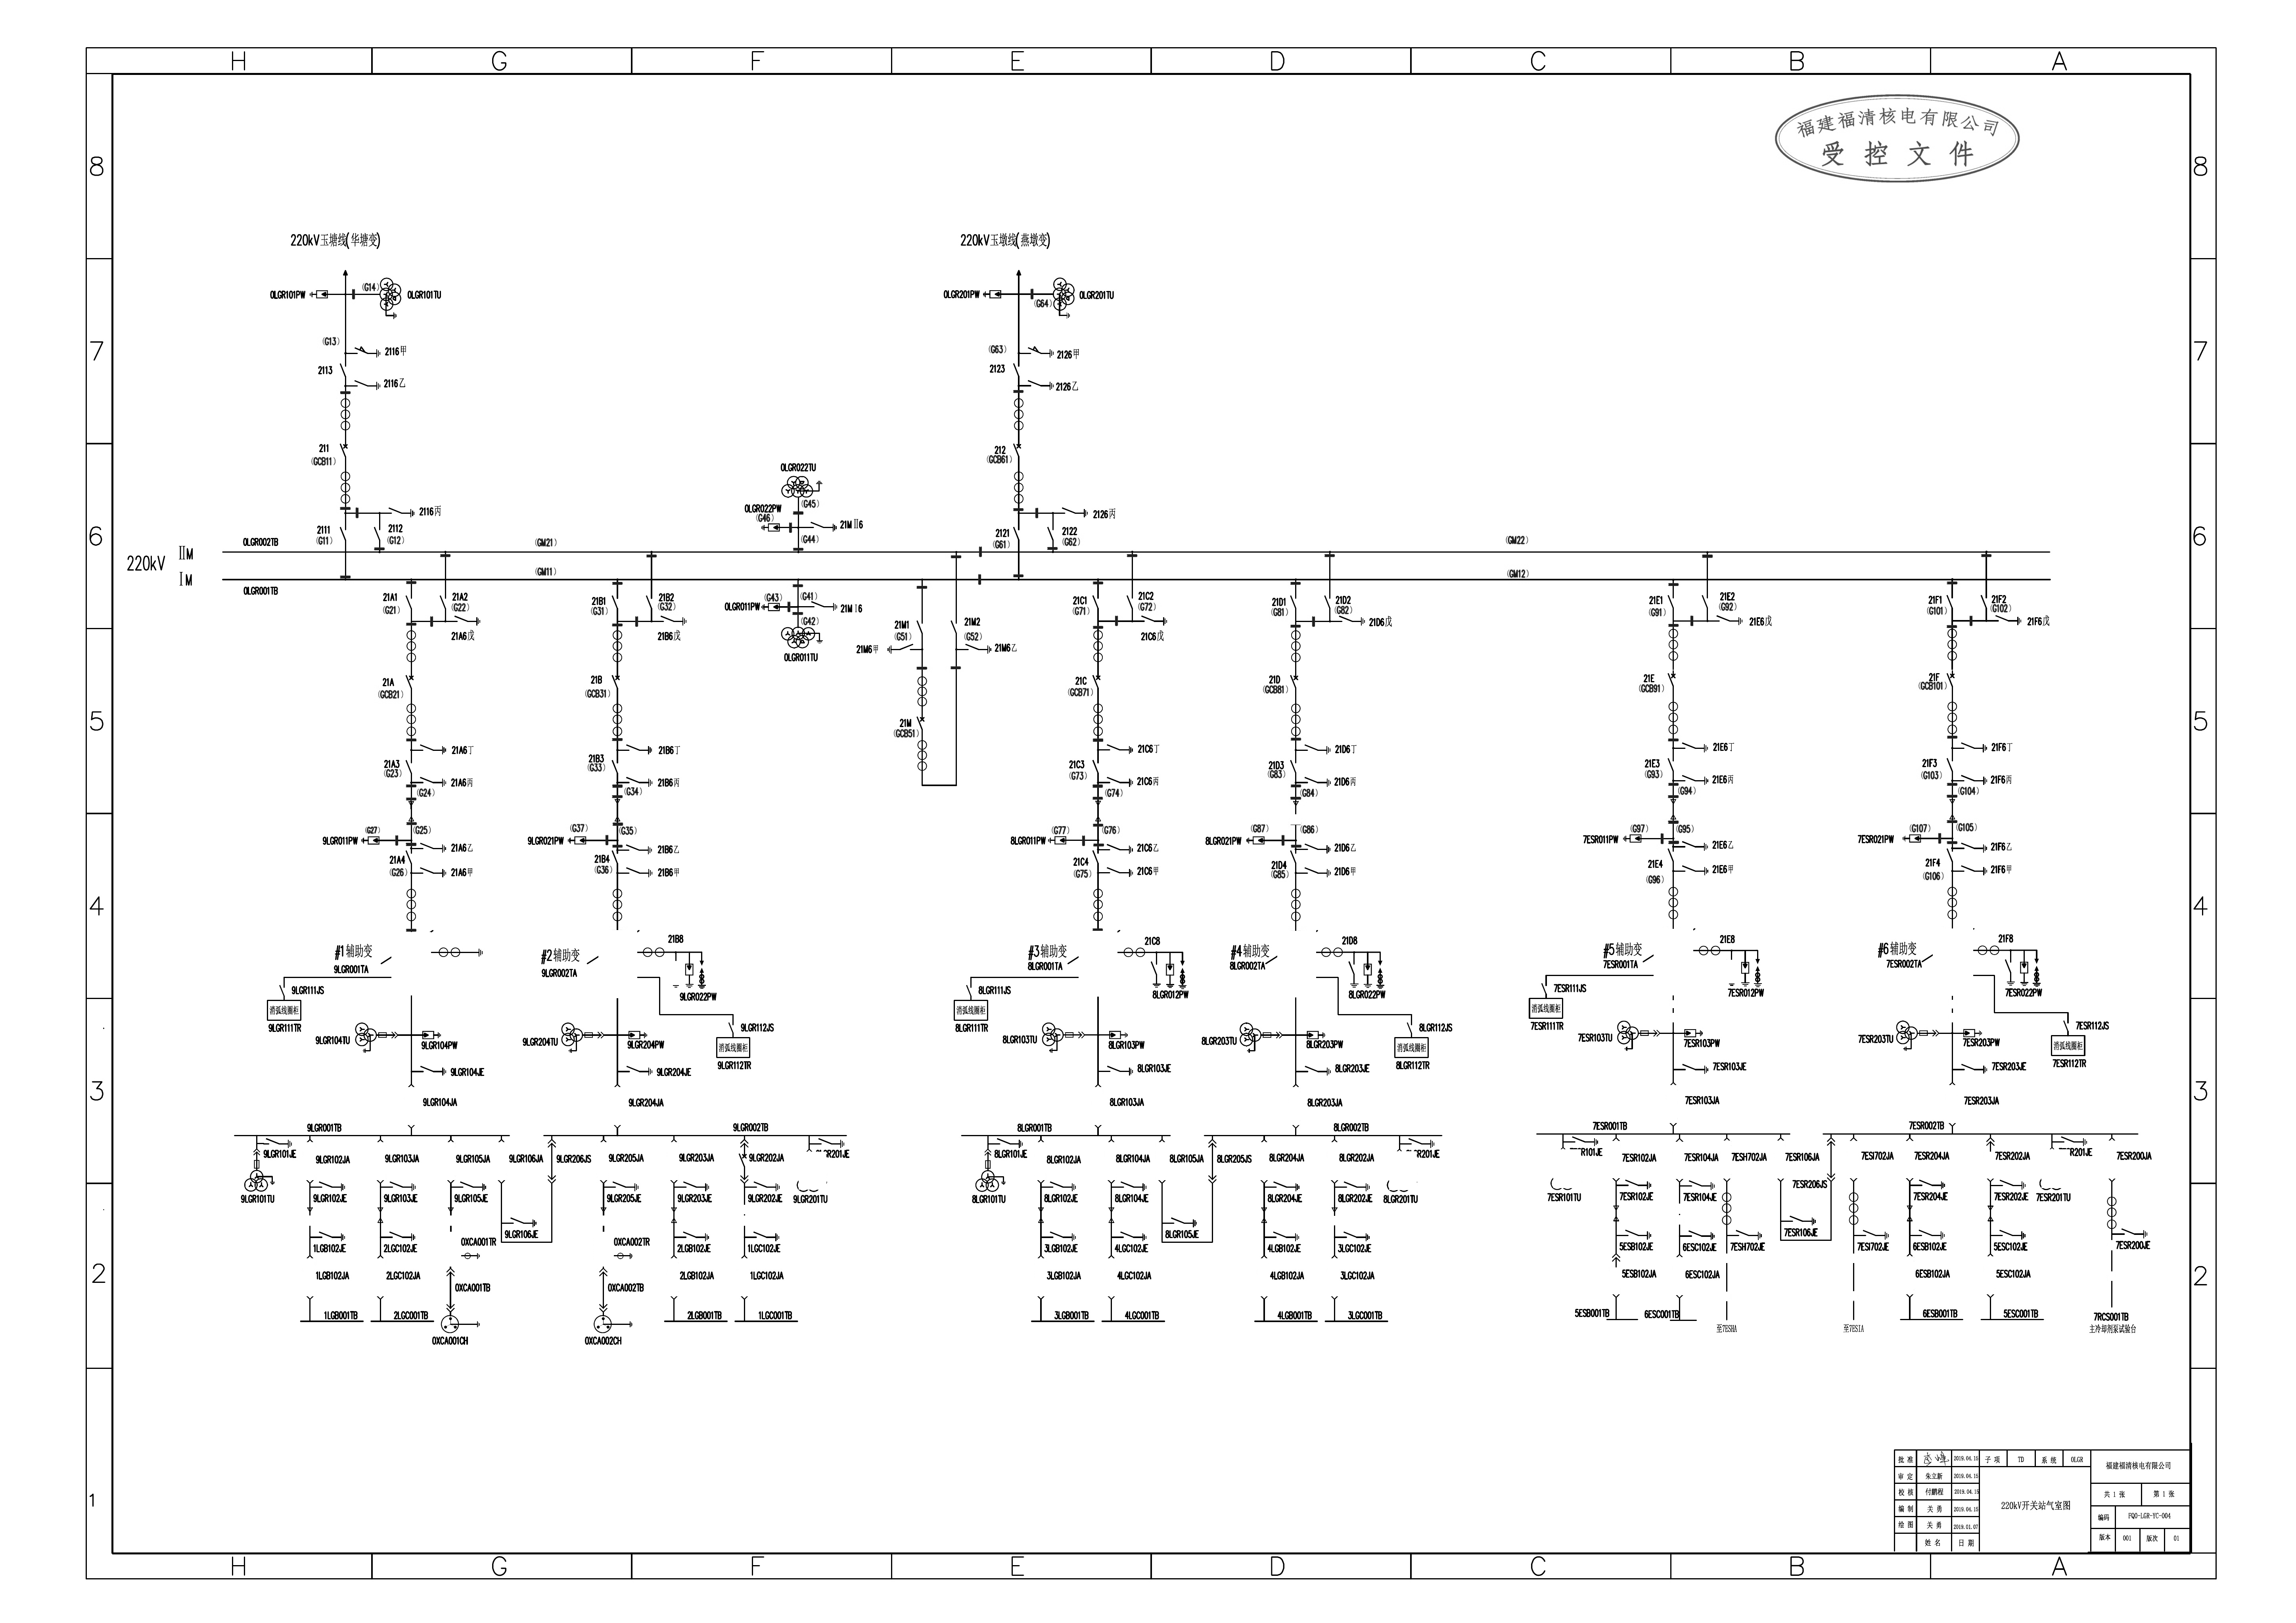 H G F E D C B A
福建福清核电有限公司
受控文件
8 8
220kV玉塘线(华塘变) 220kV玉墩线(燕墩变)
0LGR101PW (G14) 0LGR101TU 0LGR201PW (G64) 0LGR201TU
7 (G13) 2116甲 (G63) 2126甲 7
2113 2116乙 2123 2126乙
211 212
(GCB11) (GCB61)
0LGR022TU
0LGR022PW (G45)
2116丙 (G46) 21MⅡ6 2126丙
6 2111 2112 2121 2122 6
(G11) (G12) (G44) (G61) (G62)
0LGR002TB (GM21) (GM22)
220kV ⅡM
ⅠM (GM11) (GM12)
0LGR001TB
21A1 21A2 21B1 21B2 (G43) (G41) 21C1 21C2 21D1 21D2 21E1 21E2 21F1 21F2
(G21) (G22) (G31) (G32) 0LGR011PW 21MⅠ6 (G71) (G72) (G81) (G82) (G91) (G92) (G101) (G102)
(G42) 21M1 21M2
21A6戊 21B6戊 (G51) (G52) 21C6戊 21D6戊 21E6戊 21F6戊
0LGR011TU 21M6甲 21M6乙
21A 21B 21C 21D 21E 21F
(GCB21) (GCB31) (GCB71) (GCB81) (GCB91) (GCB101)
5 21M 5
(GCB51)
21A6丁 21B6丁 21C6丁 21D6丁 21E6丁 21F6丁
21A3 21B3 21C3 21D3 21E3 21F3
(G23) (G33) (G73) (G83) (G93) (G103)
21A6丙 21B6丙 21C6丙 21D6丙 21E6丙 21F6丙
(G24) (G34) (G74) (G84) (G94) (G104)
(G27) (G25) (G37) (G35) (G77) (G76) (G87) (G86) (G97) (G95) (G107) (G105)
9LGR011PW 9LGR021PW 8LGR011PW 8LGR021PW 7ESR011PW 7ESR021PW
21A6乙 21B6乙 21C6乙 21D6乙 21E6乙 21F6乙
21A4 21B4 21C4 21D4 21E4 21F4
(G26) (G36) (G75) (G85) (G96) (G106)
21A6甲 21B6甲 21C6甲 21D6甲 21E6甲 21F6甲
4 4
21B8 21C8 21D8 21E8 21F8
#1辅助变 #2辅助变 #3辅助变 #4辅助变 #5辅助变 #6辅助变
9LGR001TA 9LGR002TA 8LGR001TA 8LGR002TA 7ESR001TA 7ESR002TA
9LGR111JS 9LGR022PW 8LGR111JS 8LGR012PW 8LGR022PW 7ESR111JS 7ESR012PW 7ESR022PW
消弧线圈柜 消弧线圈柜 消弧线圈柜
9LGR111TR 9LGR112JS 8LGR111TR 8LGR112JS 7ESR111TR 7ESR112JS
9LGR104TU 9LGR104PW 9LGR204TU 9LGR204PW 消弧线圈柜 8LGR103TU 8LGR103PW 8LGR203TU 8LGR203PW 消弧线圈柜 7ESR103TU 7ESR103PW 7ESR203TU 7ESR203PW 消弧线圈柜
9LGR112TR 8LGR112TR 7ESR112TR
9LGR104JE 9LGR204JE 8LGR103JE 8LGR203JE 7ESR103JE 7ESR203JE
3 3
9LGR104JA 9LGR204JA 8LGR103JA 8LGR203JA 7ESR103JA 7ESR203JA
9LGR001TB 9LGR002TB 8LGR001TB 8LGR002TB 7ESR001TB 7ESR002TB
9LGR101JE R201JE 8LGR101JE R201JE R101JE R201JE
9LGR102JA 9LGR103JA 9LGR105JA 9LGR106JA 9LGR206JS 9LGR205JA 9LGR203JA 9LGR202JA 8LGR102JA 8LGR104JA 8LGR105JA 8LGR205JS 8LGR204JA 8LGR202JA 7ESR102JA 7ESR104JA 7ESH702JA 7ESR106JA 7ESI702JA 7ESR204JA 7ESR202JA 7ESR200JA
7ESR206JS
9LGR101TU 9LGR102JE 9LGR103JE 9LGR105JE 9LGR205JE 9LGR203JE 9LGR202JE 9LGR201TU 8LGR101TU 8LGR102JE 8LGR104JE 8LGR204JE 8LGR202JE 8LGR201TU 7ESR101TU 7ESR102JE 7ESR104JE 7ESR204JE 7ESR202JE 7ESR201TU
9LGR106JE 8LGR105JE 7ESR106JE
0XCA001TR 0XCA002TR
1LGB102JE 2LGC102JE 2LGB102JE 1LGC102JE 3LGB102JE 4LGC102JE 4LGB102JE 3LGC102JE 5ESB102JE 6ESC102JE 7ESH702JE 7ESI702JE 6ESB102JE 5ESC102JE 7ESR200JE
2 2
1LGB102JA 2LGC102JA 0XCA001TB 0XCA002TB 2LGB102JA 1LGC102JA 3LGB102JA 4LGC102JA 4LGB102JA 3LGC102JA 5ESB102JA 6ESC102JA 6ESB102JA 5ESC102JA
1LGB001TB 2LGC001TB 2LGB001TB 1LGC001TB 3LGB001TB 4LGC001TB 4LGB001TB 3LGC001TB 5ESB001TB 6ESC001TB 6ESB001TB 5ESC001TB 7RCS001TB
0XCA001CH 0XCA002CH 至7ESHA 至7ESIA 主冷却剂泵试验台
1 1
批准 2019.04.15 子项 TD 系统 0LGR 福建福清核电有限公司
审定 朱立新 2019.04.15
校核 付鹏程 2019.04.15 220kV开关站气室图 共 1 张 第 1 张
编制 关勇 2019.04.15 编码 FQ0-LGR-YC-004
绘图 关勇 2019.01.07
姓名 日期 版本 001 版次 01
H G F E D C B A